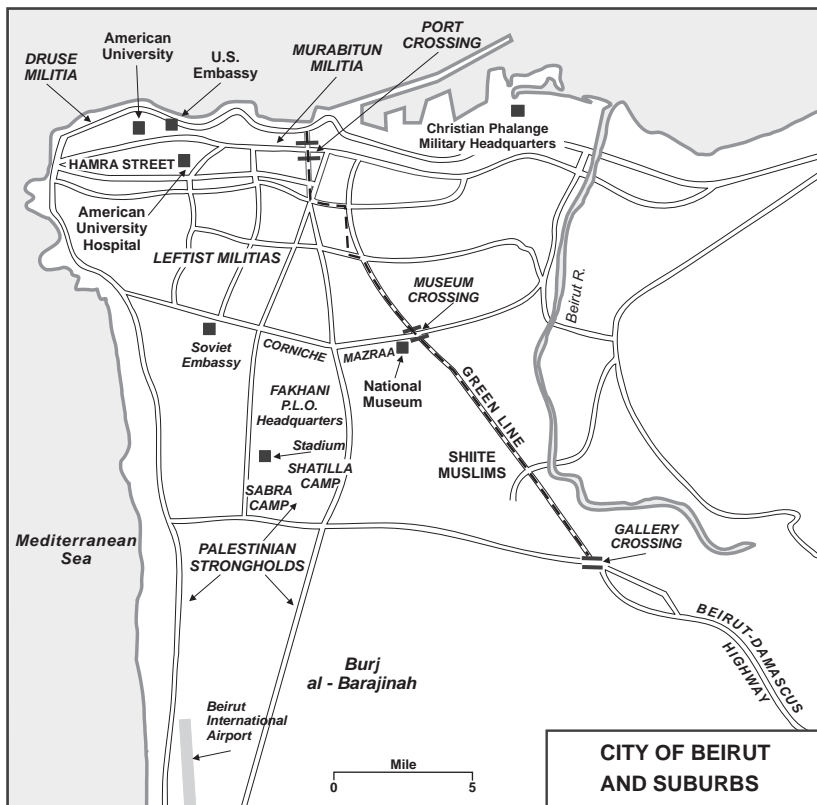 American
University
DRUSE
MILITIA
U.S.
Embassy
MURABITUN
MILITIA
PORT
CROSSING
Christian Phalange
Military Headquarters
< HAMRA STREET
American
University
Hospital
LEFTIST MILITIAS
MUSEUM
CROSSING
Beirut R.
Soviet
Embassy
CORNICHE
MAZRAA
National
Museum
GREEN LINE
FAKHANI
P.L.O.
Headquarters
Stadium
SHATILLA
CAMP
SABRA
CAMP
SHIITE
MUSLIMS
GALLERY
CROSSING
Mediterranean
Sea
PALESTINIAN
STRONGHOLDS
BEIRUT-DAMASCUS
HIGHWAY
Burj
al - Barajinah
Beirut
International
Airport
Mile
0 5
CITY OF BEIRUT
AND SUBURBS